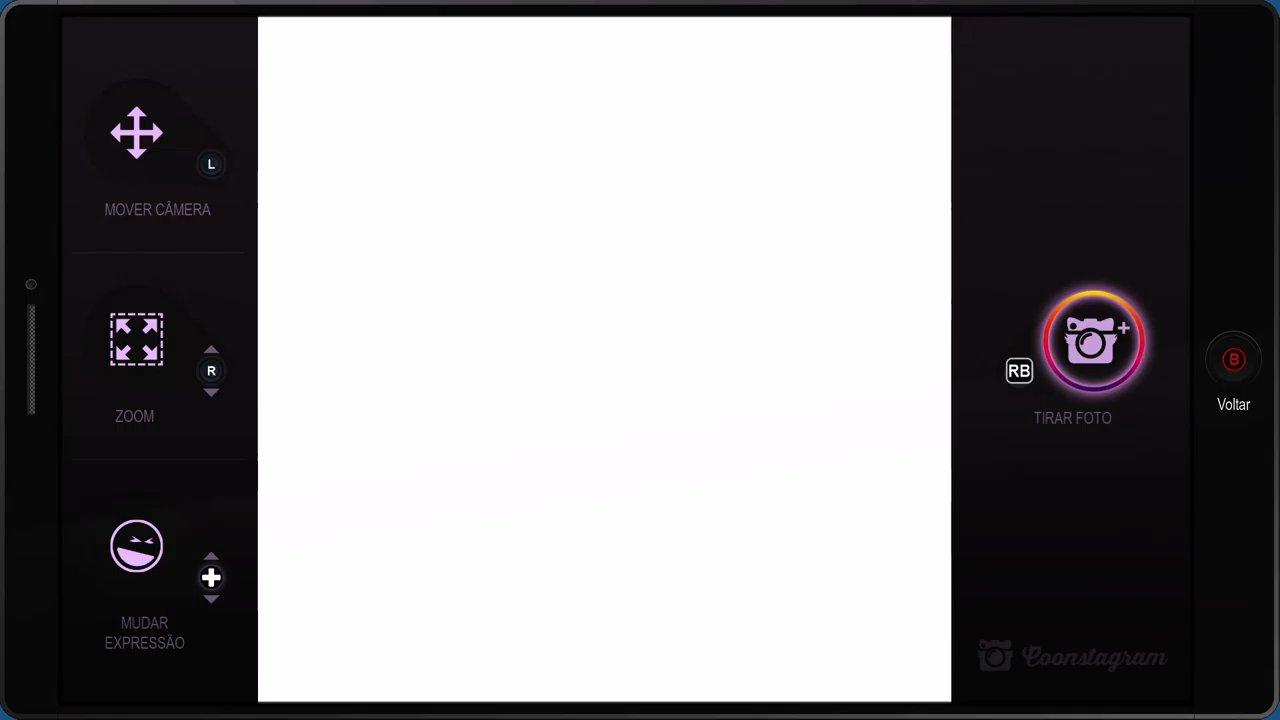 L
MOVER CÂMERA
R
ZOOM
MUDAR
EXPRESSÃO
RB
TIRAR FOTO
B
Voltar
Coonstagram